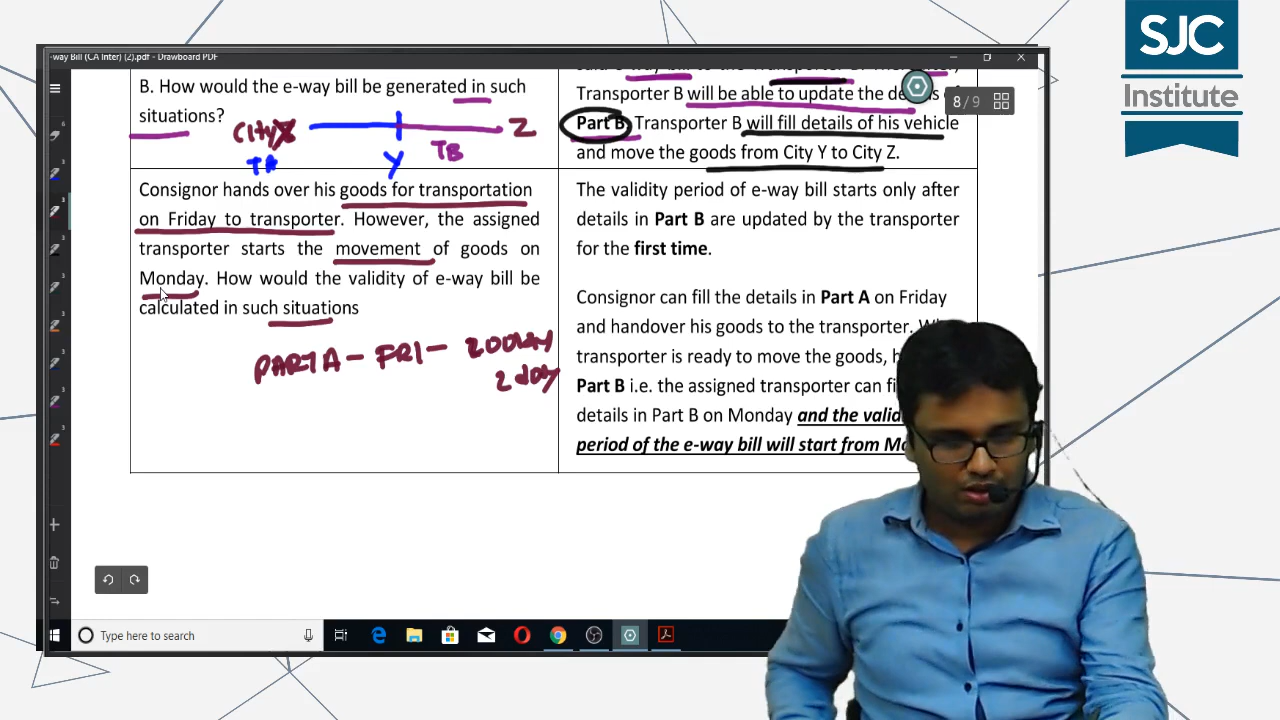 SJC
Institute
-way Bill (CA Inter) (2).pdf - Drawboard PDF
8 / 9
B. How would the e-way bill be generated in such
situations?
City X
Z
TA
Y
TB
Transporter B will be able to update the details of
Part B. Transporter B will fill details of his vehicle
and move the goods from City Y to City Z.
Consignor hands over his goods for transportation
on Friday to transporter. However, the assigned
transporter starts the movement of goods on
Monday. How would the validity of e-way bill be
calculated in such situations
PART A - FRI - 200km
2 day
The validity period of e-way bill starts only after
details in Part B are updated by the transporter
for the first time.
Consignor can fill the details in Part A on Friday
and handover his goods to the transporter.
transporter is ready to move the goods,
Part B i.e. the assigned transporter can
details in Part B on Monday and the
period of the e-way bill will start from
Type here to search